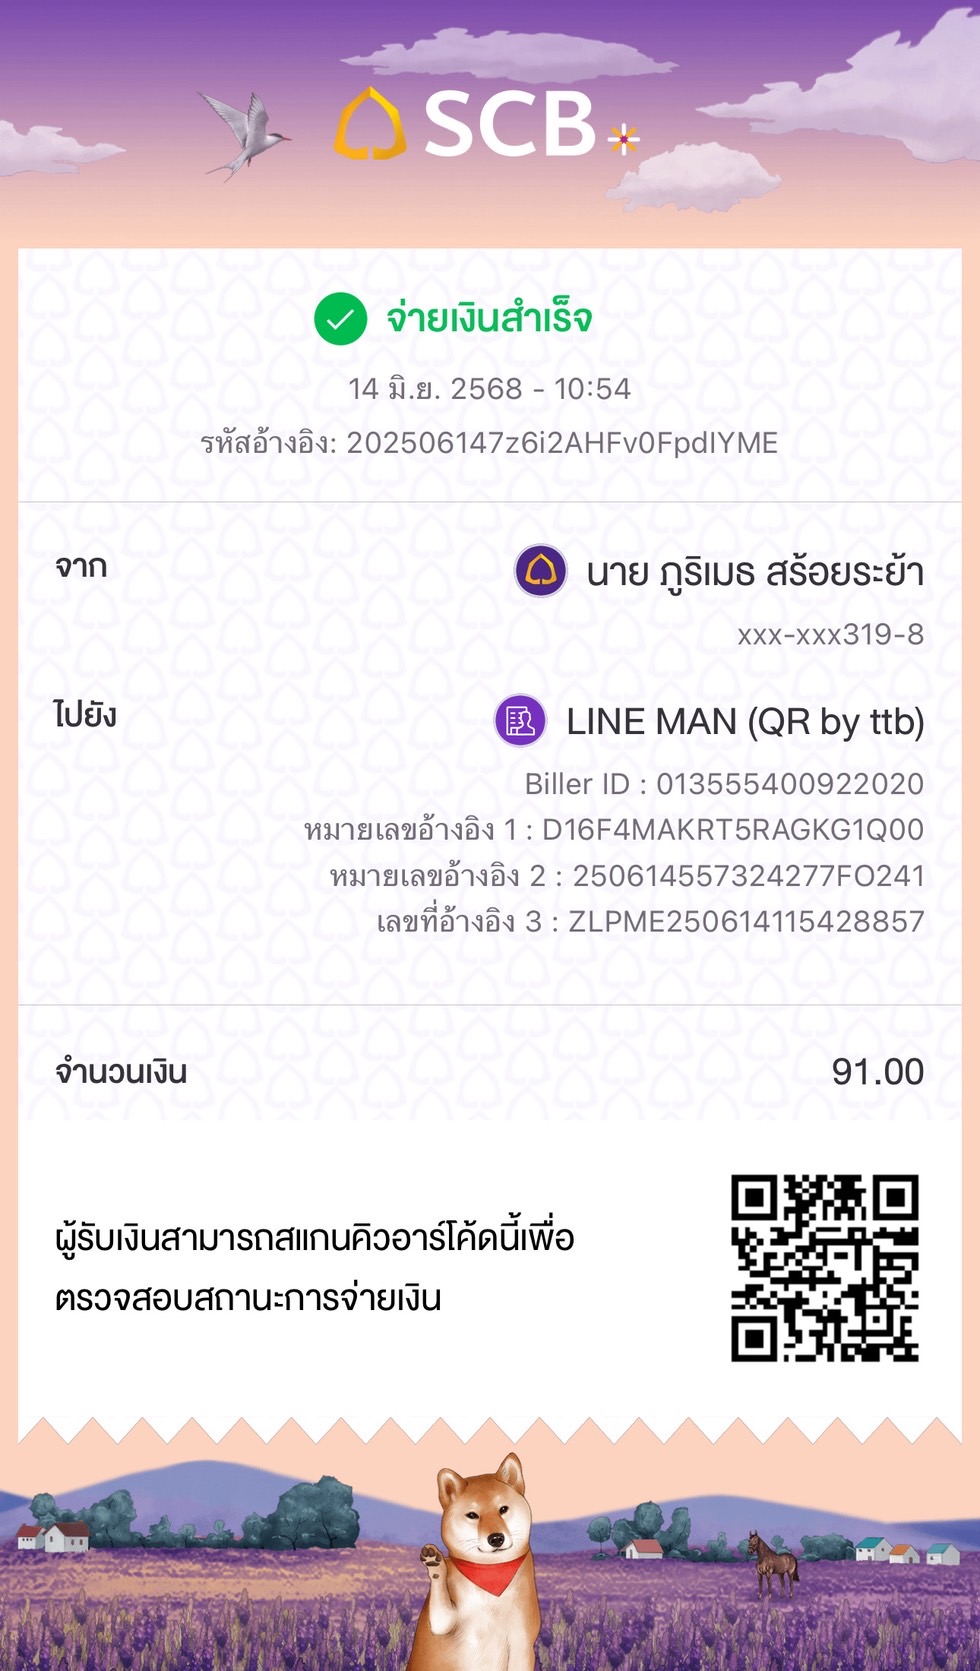 SCB
จ่ายเงินสำเร็จ
14 มิ.ย. 2568 - 10:54
รหัสอ้างอิง: 202506147z6i2AHFv0FpdIYME
จาก
นาย ภูริเมธ สร้อยระย้า
xxx-xxx319-8
ไปยัง
LINE MAN (QR by ttb)
Biller ID : 013555400922020
หมายเลขอ้างอิง 1 : D16F4MAKRT5RAGKG1Q00
หมายเลขอ้างอิง 2 : 250614557324277FO241
เลขที่อ้างอิง 3 : ZLPME250614115428857
จำนวนเงิน 91.00
ผู้รับเงินสามารถสแกนคิวอาร์โค้ดนี้เพื่อ
ตรวจสอบสถานะการจ่ายเงิน